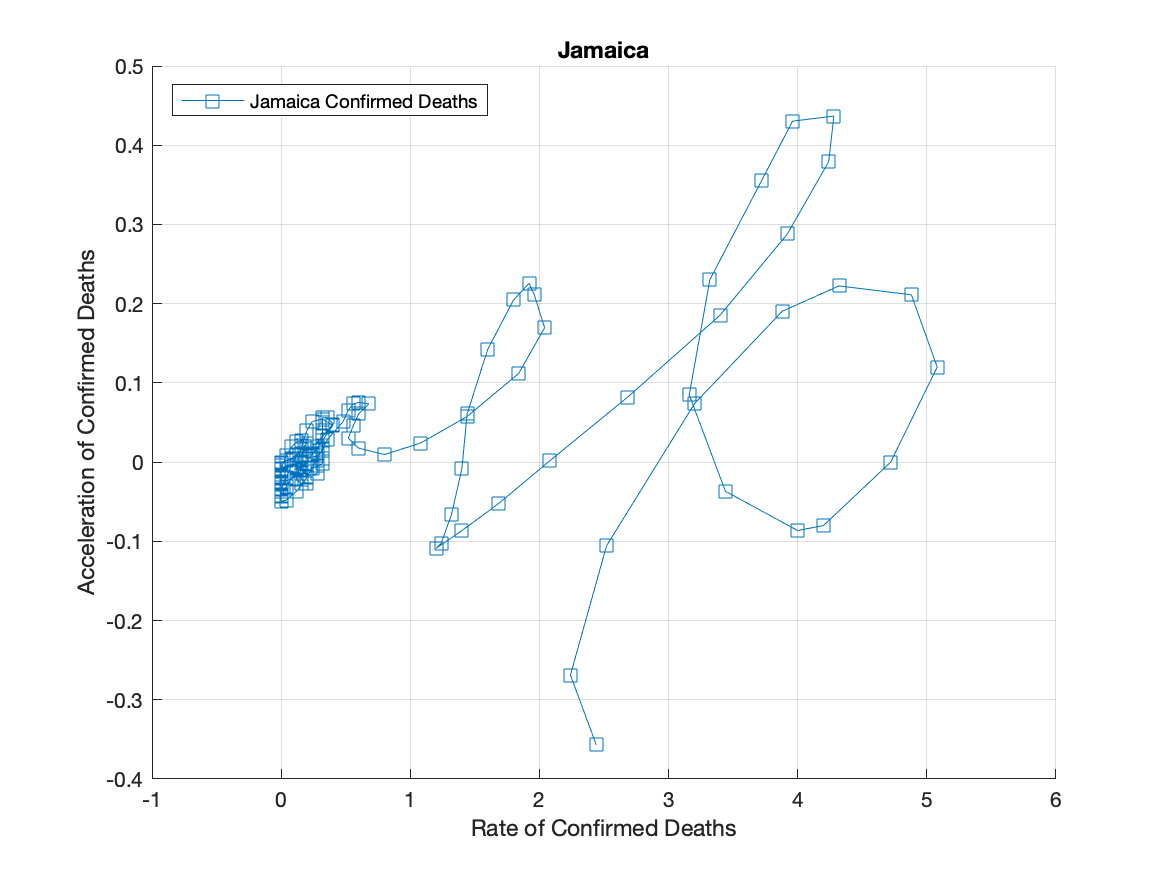 Jamaica
Jamaica Confirmed Deaths
Acceleration of Confirmed Deaths
0.5
0.4
0.3
0.2
0.1
0
-0.1
-0.2
-0.3
-0.4
-1 0 1 2 3 4 5 6
Rate of Confirmed Deaths